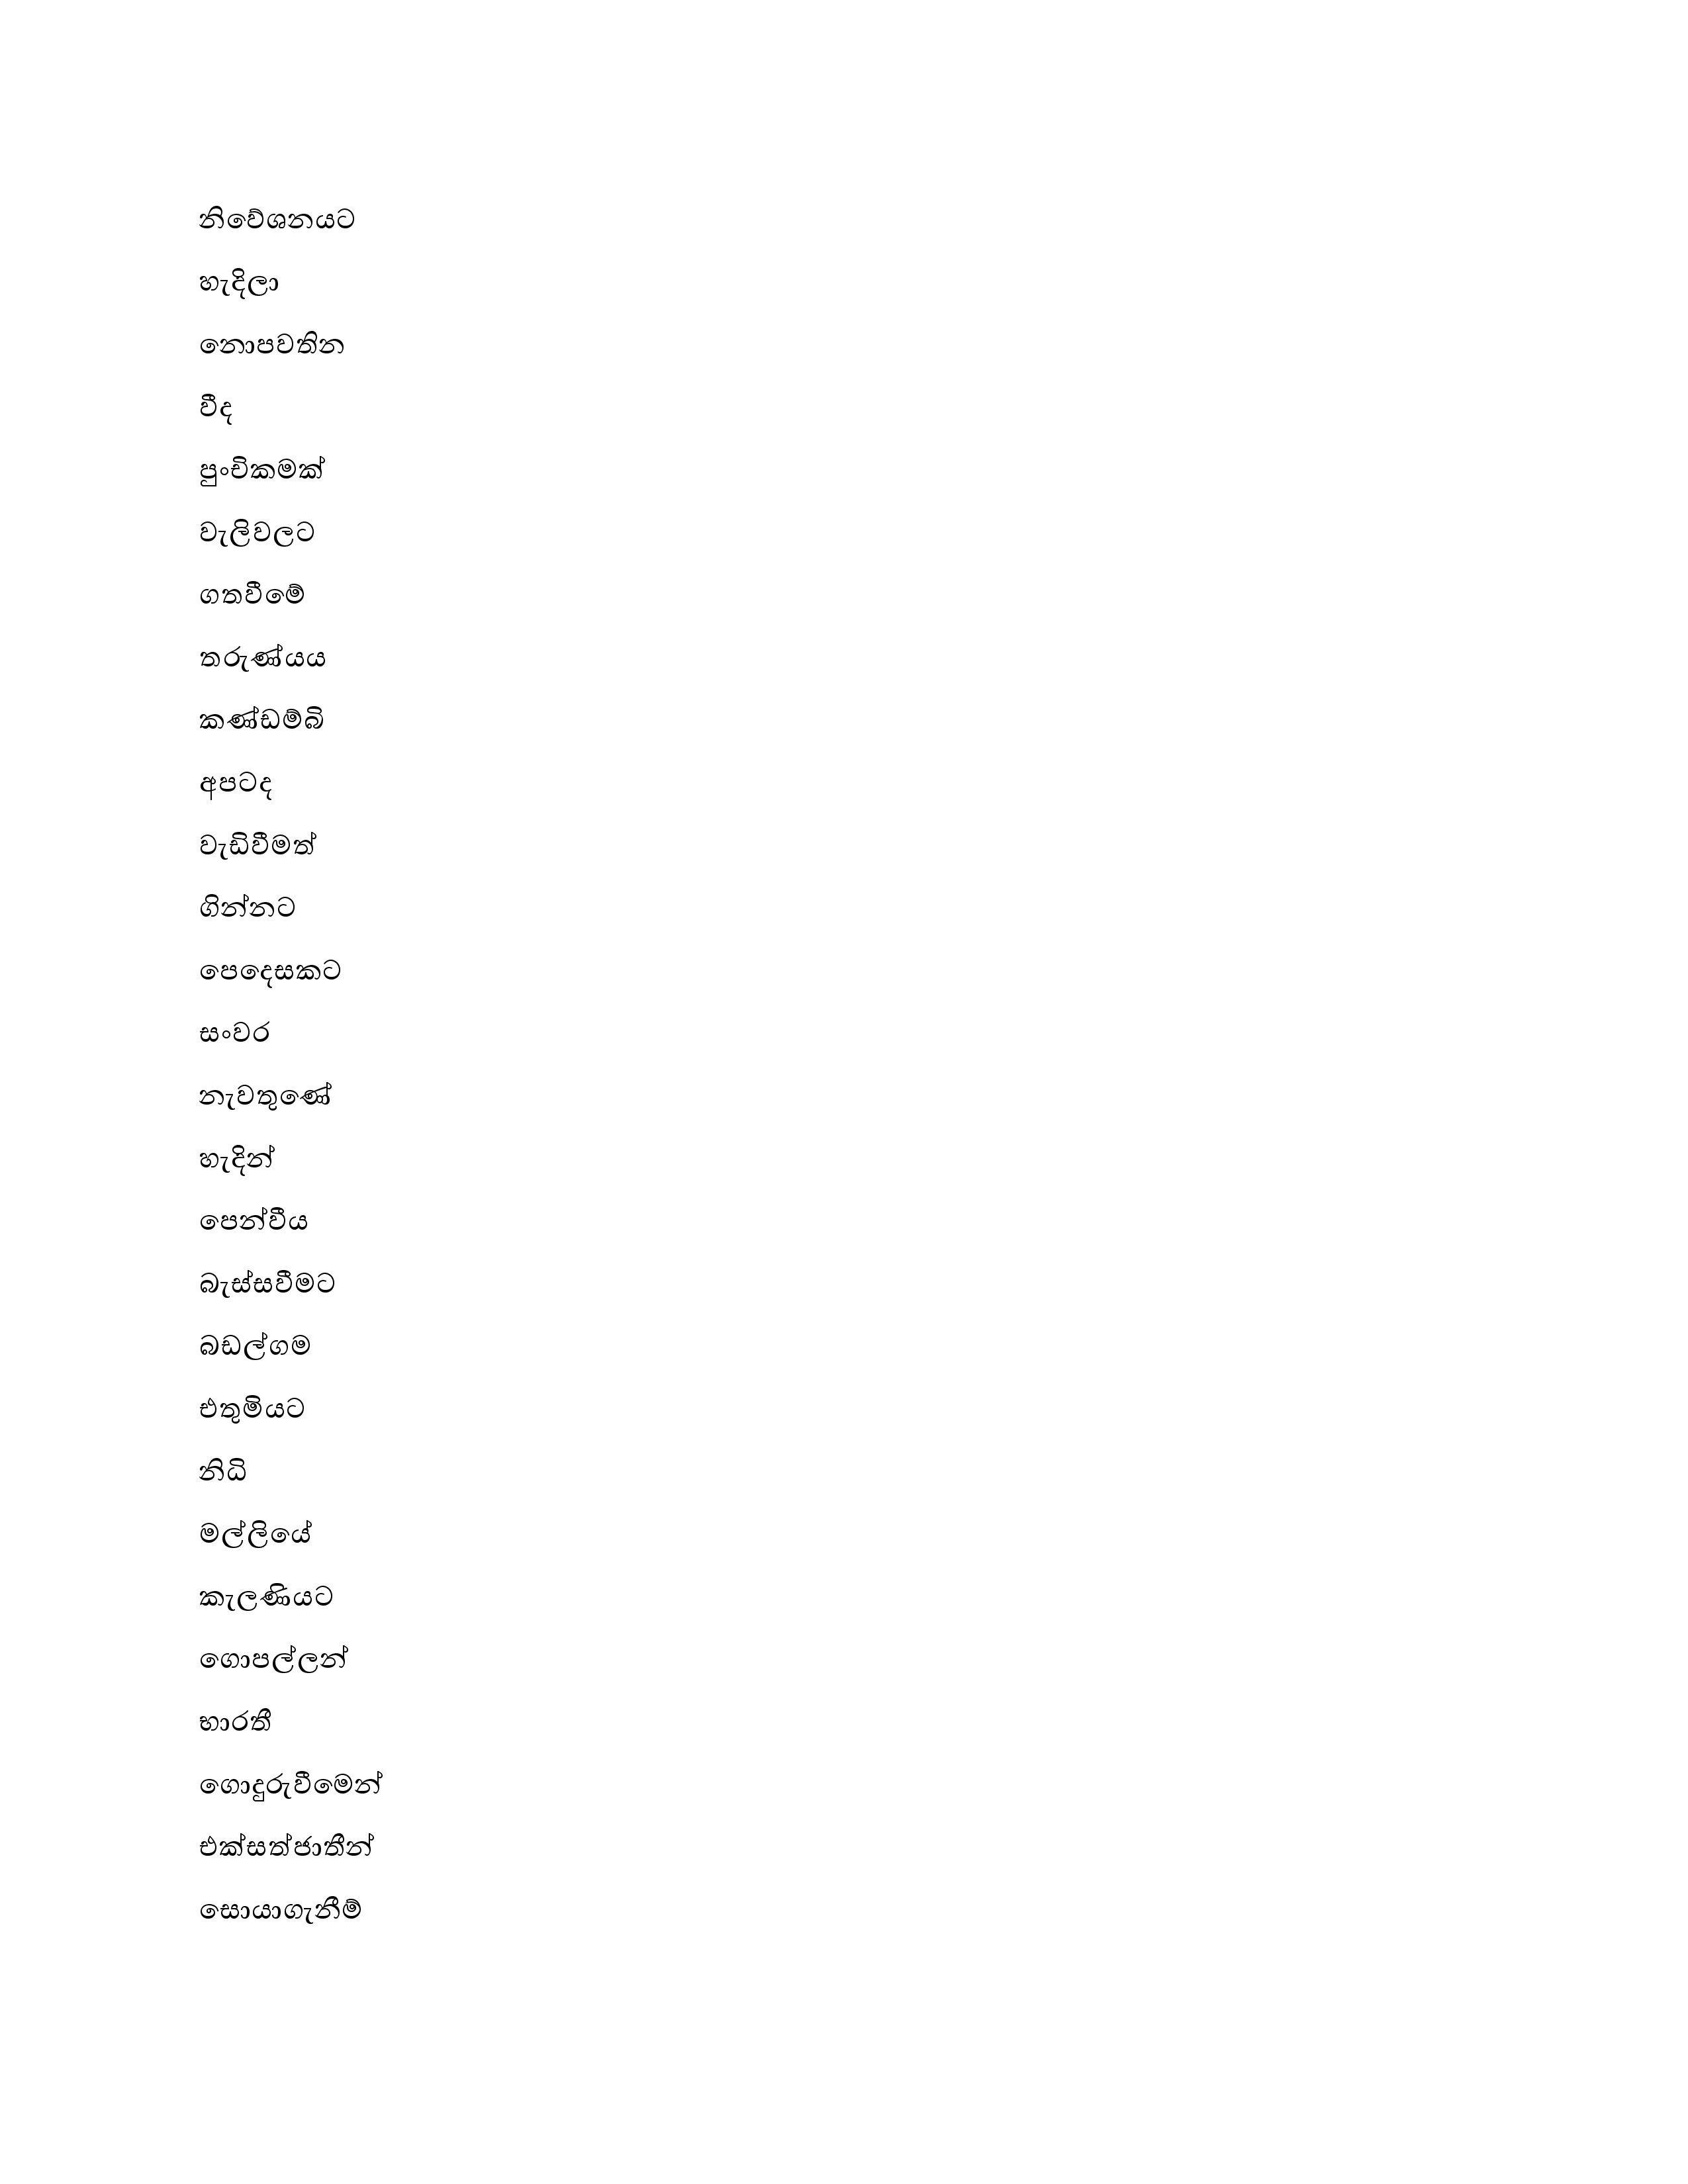 නිවේශනයට
හැදිලා
නොපවතින
වීද
පුංචිකමක්
වැලිවලට
ගතවීමේ
තරුණ්යය
කණ්ඩම්බි
අපටද
වැඩිවීමත්
ගින්නට
පෙදෙසකට
සංවර
නැවතුණේ
හැදින්
පෙන්වීය
බැස්සවීමට
බඩල්ගම
එතුමියට
නිධි
මල්ලියේ
කැලණියට
ගොපල්ලන්
භාරතී
ගොදුරුවීමෙන්
එක්සත්ජාතීන්
සොයාගැනීම්